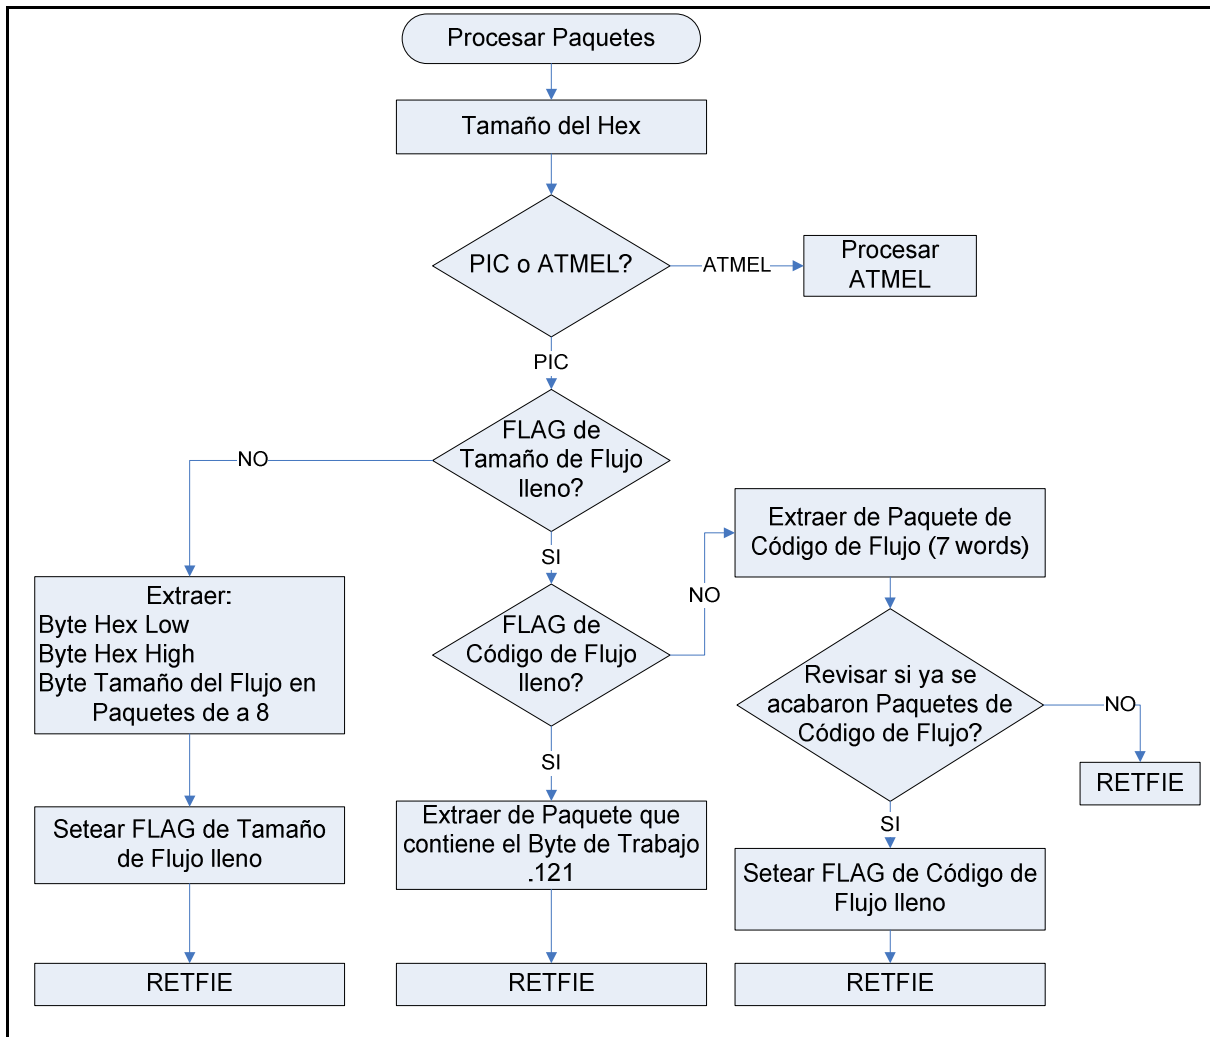 Procesar Paquetes
Tamaño del Hex
PIC o ATMEL?
ATMEL
Procesar
ATMEL
PIC
FLAG de
Tamaño de Flujo
lleno?
NO
SI
Extraer:
Byte Hex Low
Byte Hex High
Byte Tamaño del Flujo en
Paquetes de a 8
FLAG de
Código de Flujo
lleno?
NO
Extraer de Paquete de
Código de Flujo (7 words)
Revisar si ya se
acabaron Paquetes de
Código de Flujo?
NO
RETFIE
SI
Setear FLAG de Tamaño
de Flujo lleno
Extraer de Paquete que
contiene el Byte de Trabajo
.121
SI
Setear FLAG de Código de
Flujo lleno
RETFIE
RETFIE
RETFIE